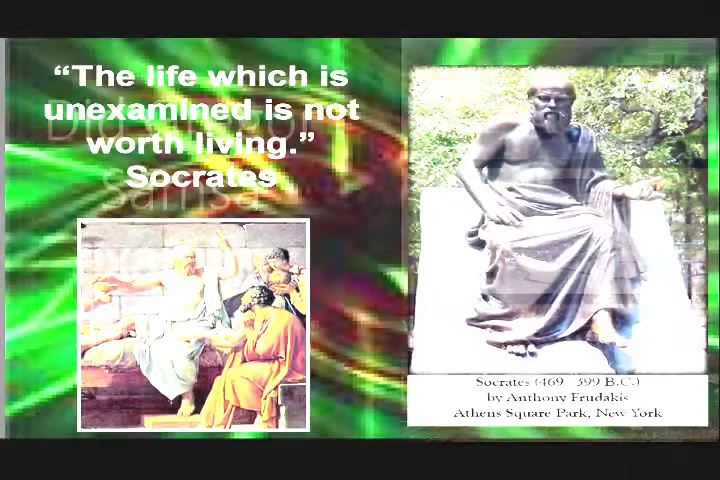 “The life which is
unexamined is not
worth living.”
Socrates
Socrates (469 399 B.C.)
by Anthony Frudakis
Athens Square Park, New York